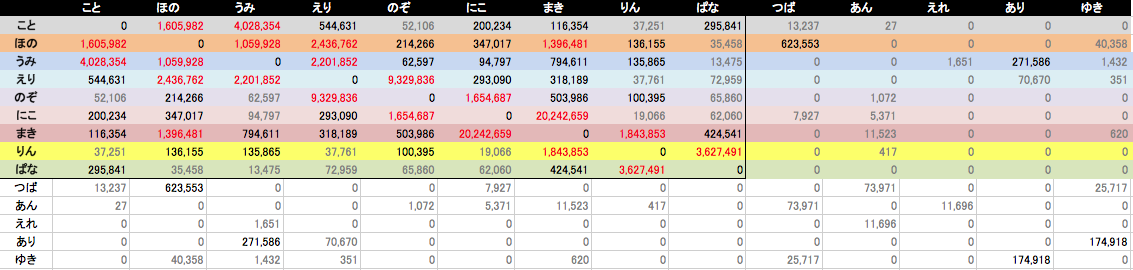 こと ほの うみ えり のぞ にこ まき りん ぱな つば あん えれ あり ゆき
こと 0 1,605,982 4,028,354 544,631 52,106 200,234 116,354 37,251 295,841 13,237 27 0 0 0
ほの 1,605,982 0 1,059,928 2,436,762 214,266 347,017 1,396,481 136,155 35,458 623,553 0 0 0 40,358
うみ 4,028,354 1,059,928 0 2,201,852 62,597 94,797 794,611 135,865 13,475 0 0 1,651 271,586 1,432
えり 544,631 2,436,762 2,201,852 0 9,329,836 293,090 318,189 37,761 72,959 0 0 0 70,670 351
のぞ 52,106 214,266 62,597 9,329,836 0 1,654,687 503,986 100,395 65,860 0 1,072 0 0 0
にこ 200,234 347,017 94,797 293,090 1,654,687 0 20,242,659 19,066 62,060 7,927 5,371 0 0 0
まき 116,354 1,396,481 794,611 318,189 503,986 20,242,659 0 1,843,853 424,541 0 11,523 0 0 620
りん 37,251 136,155 135,865 37,761 100,395 19,066 1,843,853 0 3,627,491 0 417 0 0 0
ぱな 295,841 35,458 13,475 72,959 65,860 62,060 424,541 3,627,491 0 0 0 0 0 0
つば 13,237 623,553 0 0 0 7,927 0 0 0 0 73,971 0 0 25,717
あん 27 0 0 0 1,072 5,371 11,523 417 0 73,971 0 11,696 0 0
えれ 0 0 1,651 0 0 0 0 0 0 0 11,696 0 0 0
あり 0 0 271,586 70,670 0 0 0 0 0 0 0 0 0 174,918
ゆき 0 40,358 1,432 351 0 0 620 0 0 25,717 0 0 174,918 0